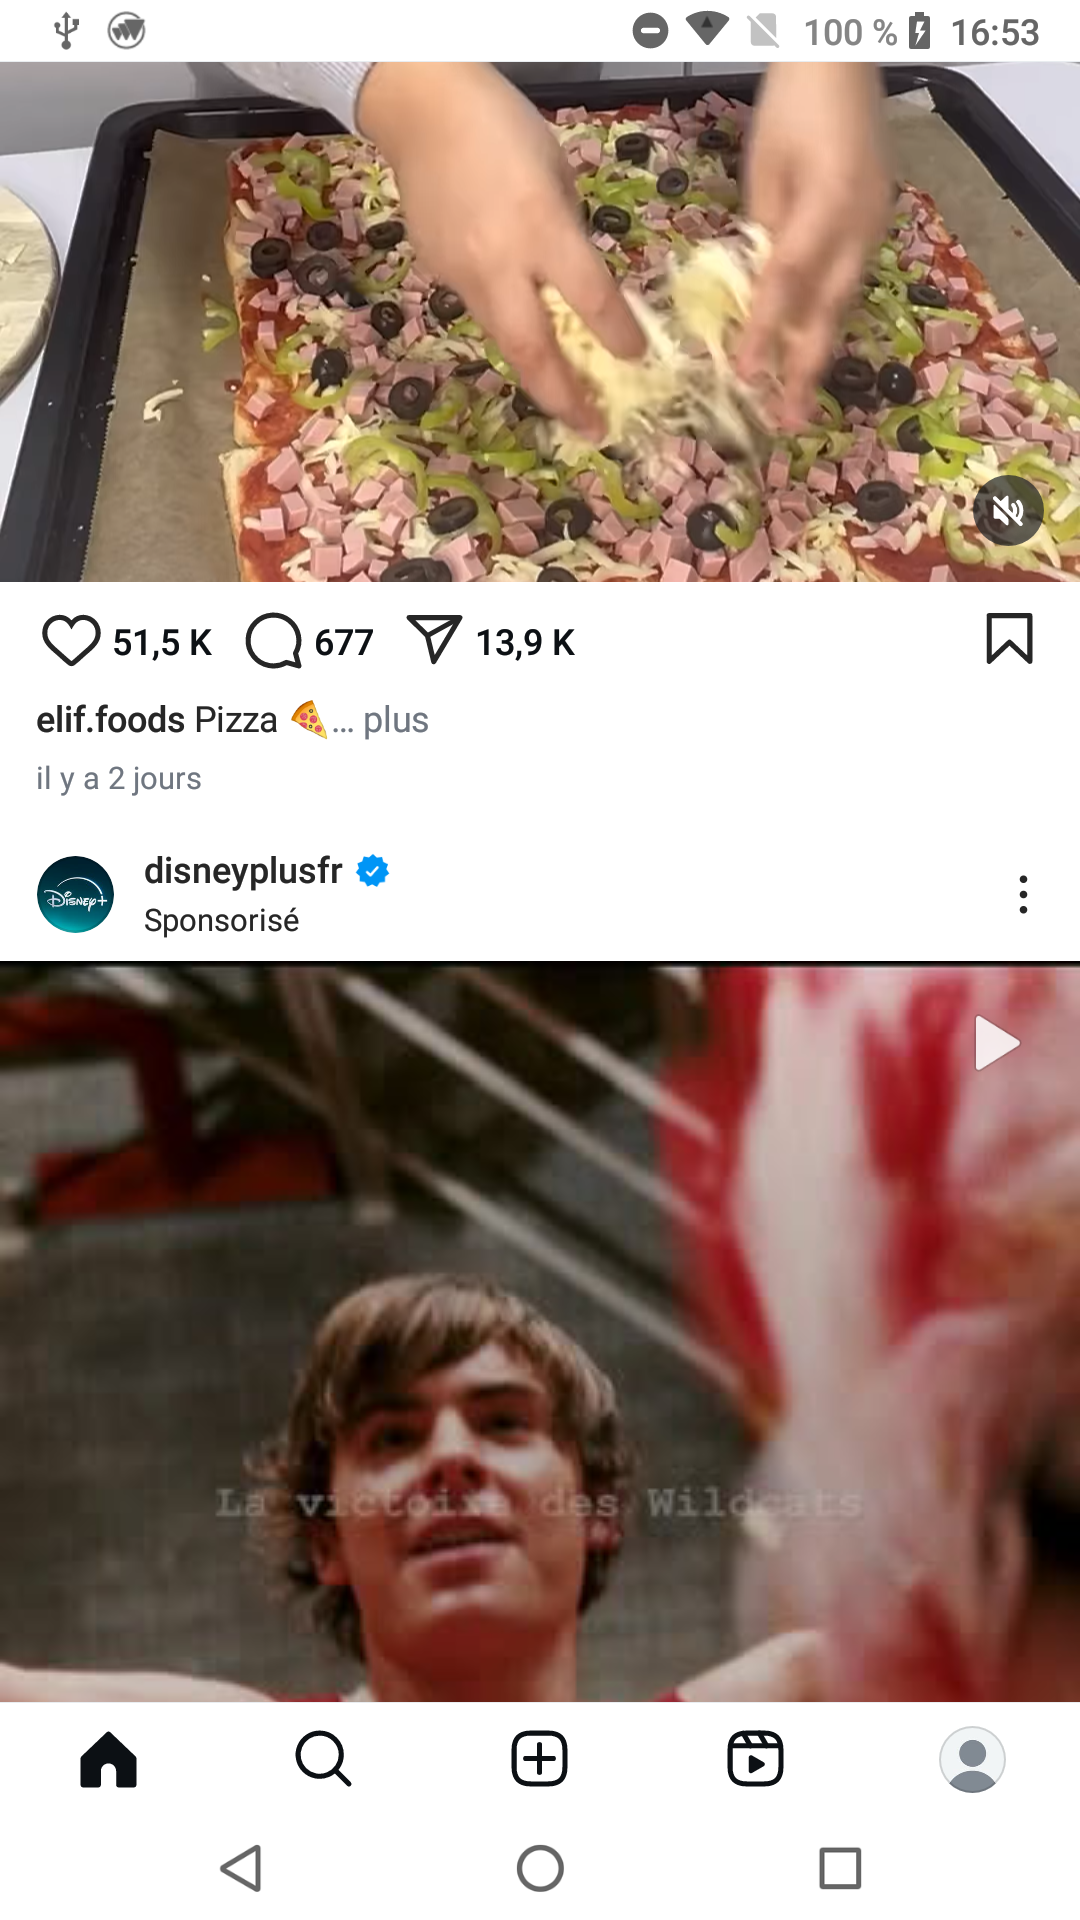 100 % 16:53
51,5 K 677 13,9 K
elif.foods Pizza 🍕... plus
il y a 2 jours
disneyplusfr
Disney+
Sponsorisé
La victoire des Wildcats